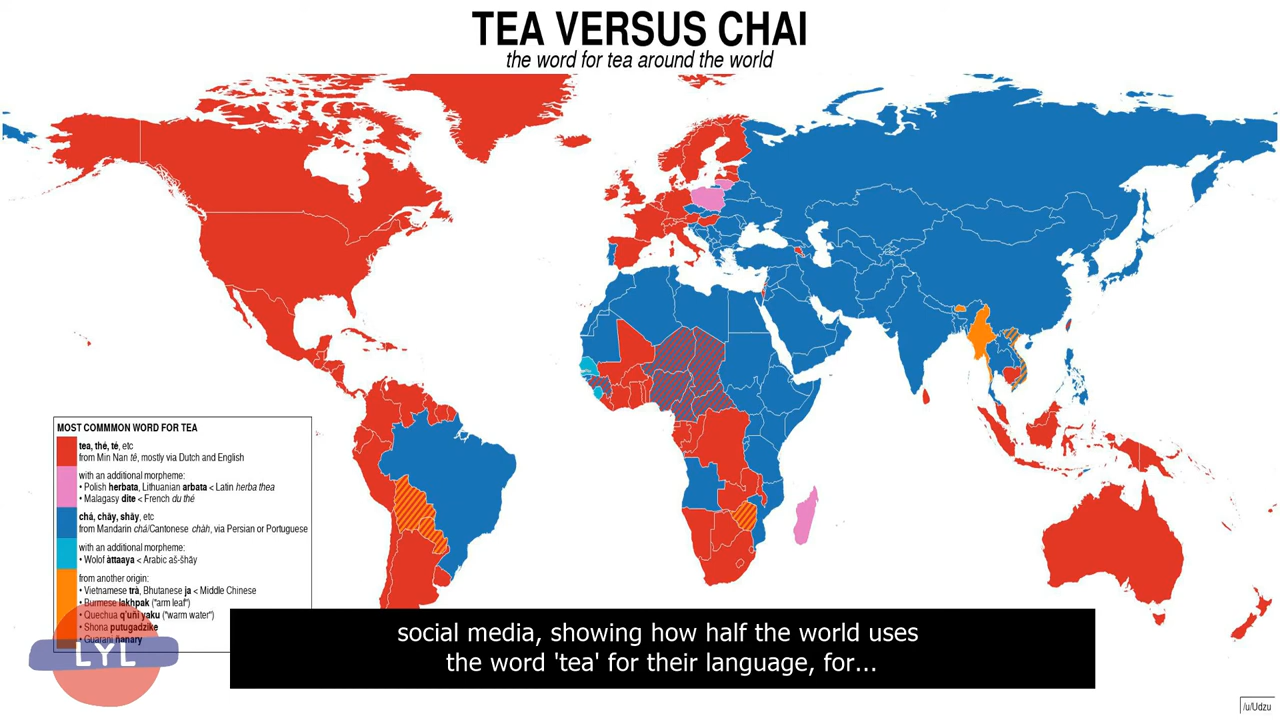 TEA VERSUS CHAI
the word for tea around the world
MOST COMMMON WORD FOR TEA
tea, thé, té, etc
from Min Nan tê, mostly via Dutch and English
with an additional morpheme:
• Polish herbata, Lithuanian arbata < Latin herba thea
• Malagasy dite < French du thé
chá, chāy, shāy, etc
from Mandarin chá/Cantonese chàh, via Persian or Portuguese
with an additional morpheme:
• Wolof àttaaya < Arabic aš-šhāy
from another origin:
• Vietnamese trà, Bhutanese ja < Middle Chinese
• Burmese lakhpak ("arm leaf")
• Quechua q'uñi yaku ("warm water")
• Shona putugadzike
• Guarani ñanary
LYL
social media, showing how half the world uses
the word 'tea' for their language, for...
/u/Udzu